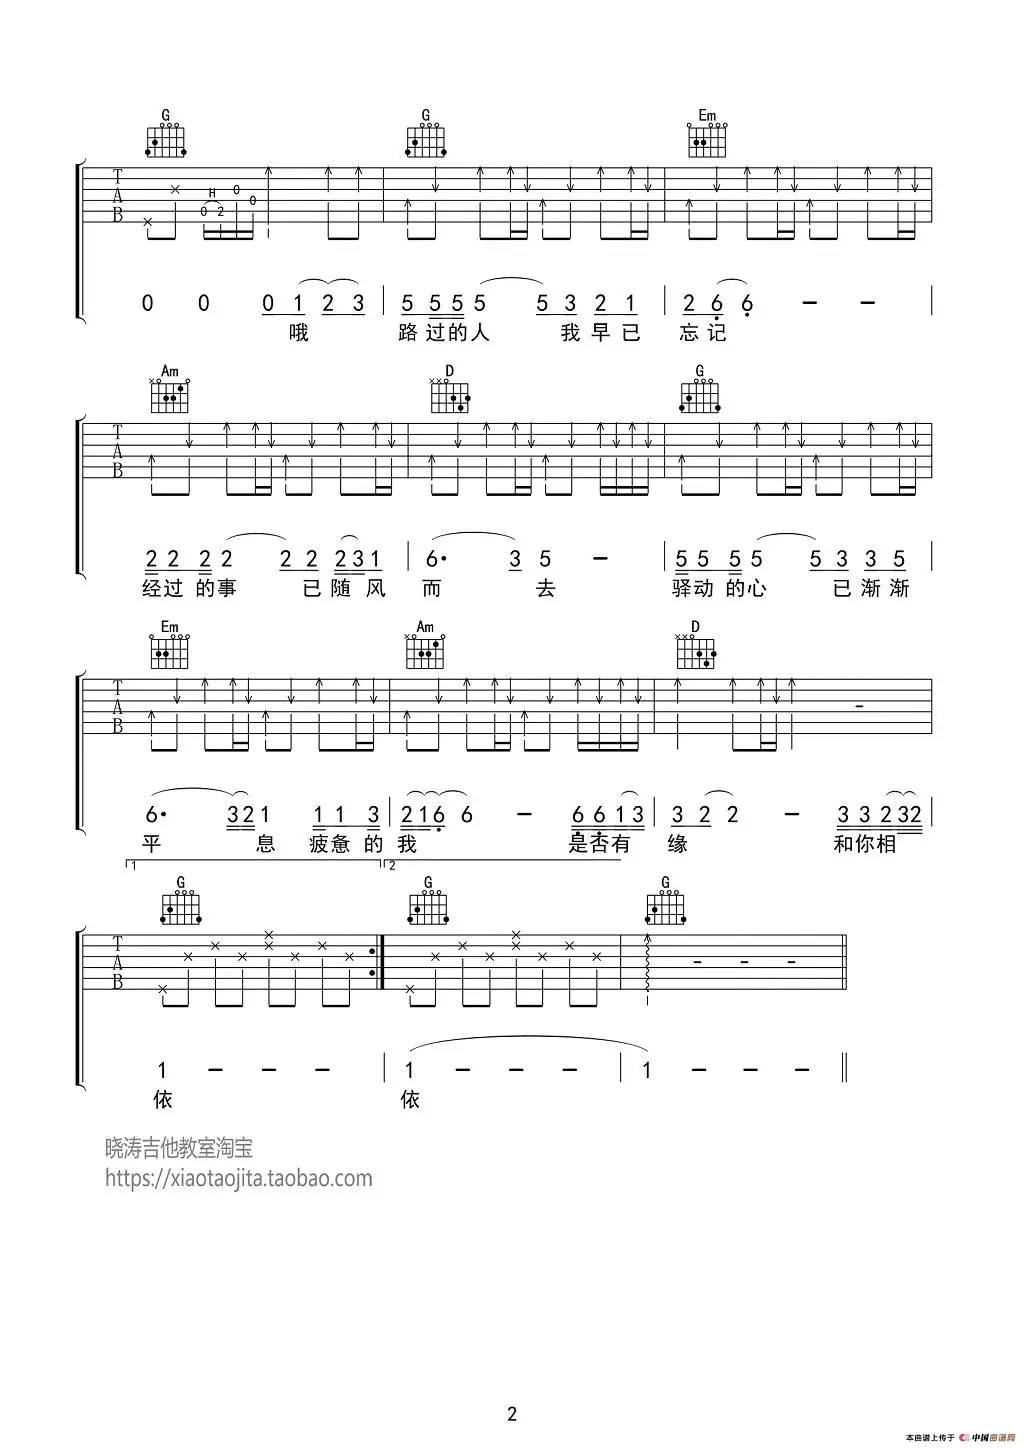 G G Em
T A B H 0 2 0 0
0 0 0 1 2 3 5 5 5 5 5 3 2 1 2 6 6 - -
哦 路过的人 我早已 忘记
Am D G
T A B
2 2 2 2 2 2 2 3 1 6· 3 5 - 5 5 5 5 5 3 3 5
经过的事 已随风 而 去 驿动的心 已渐渐
Em Am D
T A B -
6· 3 2 1 1 1 3 2 1 6 6 - 6 6 1 3 3 2 2 - 3 3 2 3 2
平 息 疲惫的我 是否有 缘 和你相
1 2
G G G
T A B - - -
1 - - - 1 - - - 1 - - -
依 依
晓涛吉他教室淘宝
https://xiaotaojita.taobao.com
2
本曲谱上传于 中国曲谱网